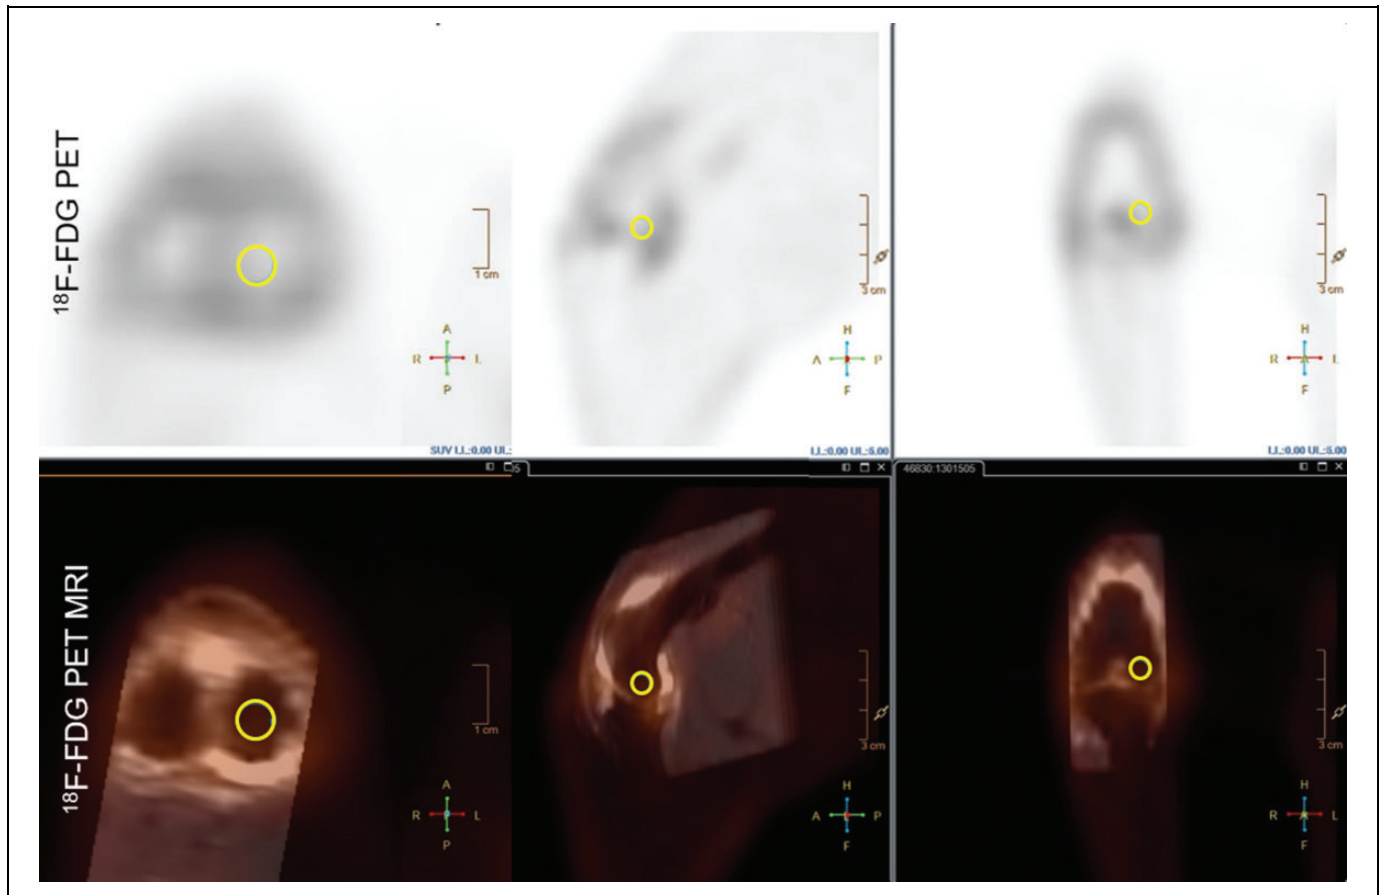 ¹⁸F-FDG PET
1 cm
A
R L
P
SUV LL:0.00 UL:
3 cm
H
A P
F
LL:0.00 UL:5.00
3 cm
H
R A L
F
LL:0.00 UL:5.00
¹⁸F-FDG PET MRI
1 cm
A
R L
P
3 cm
H
A P
F
46830:1301505
3 cm
H
R A L
F